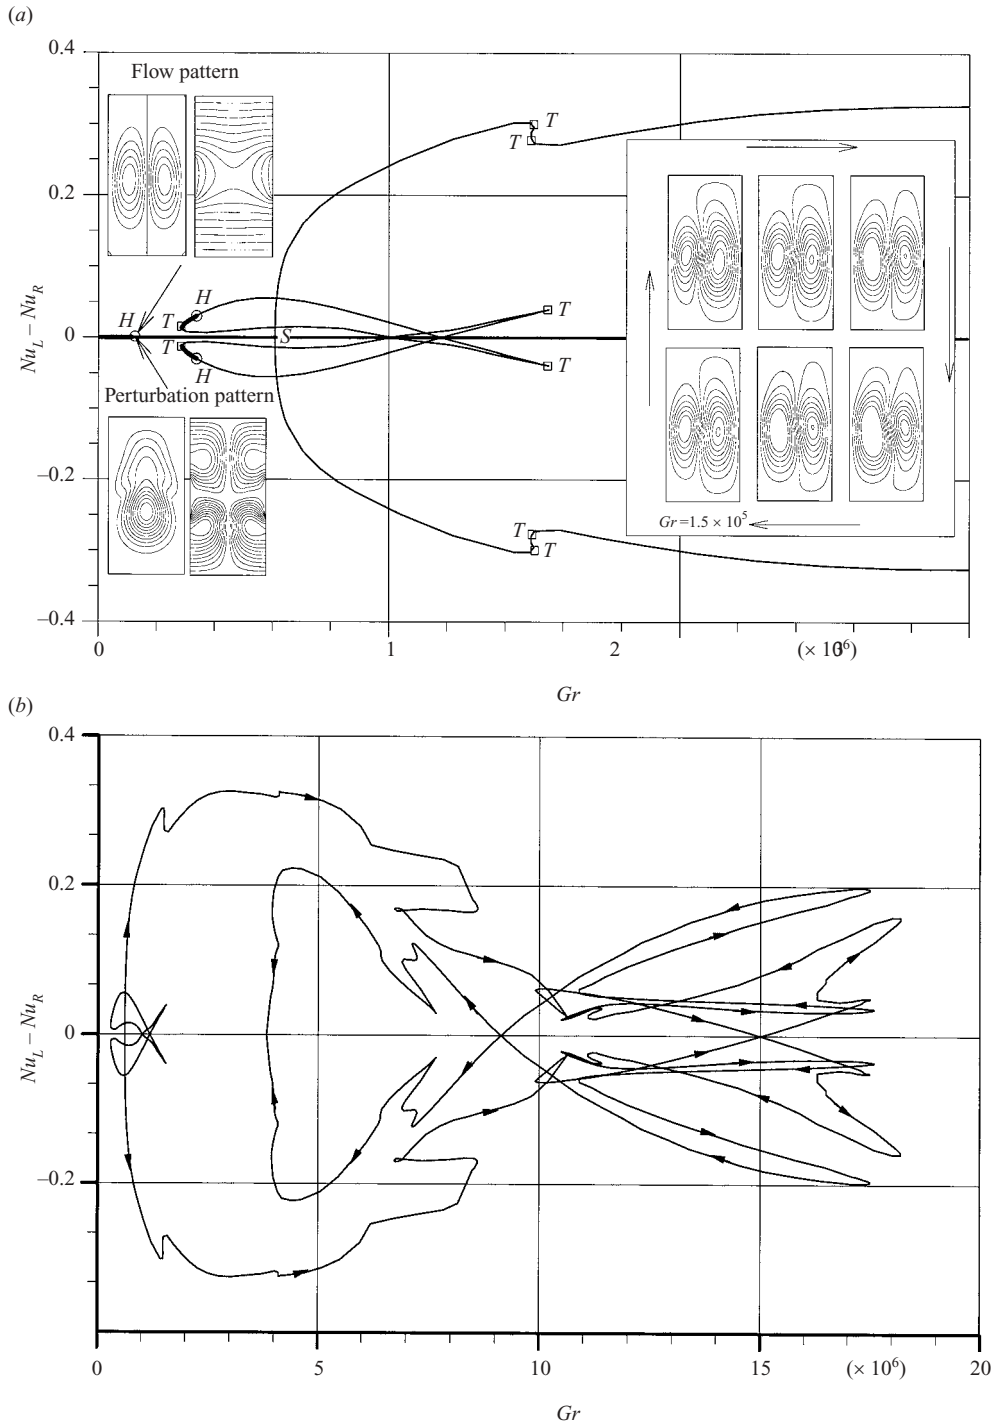 (a)
0.4
Flow pattern
T
T
0.2
H
H
T
T
Nu_L – Nu_R
0
S
T
H
T
Perturbation pattern
–0.2
Gr =1.5 × 10^5
T
T
–0.4
0
1
2
(× 10^6)
Gr
(b)
0.4
0.2
Nu_L – Nu_R
0
–0.2
0
5
10
15
(× 10^6)
20
Gr